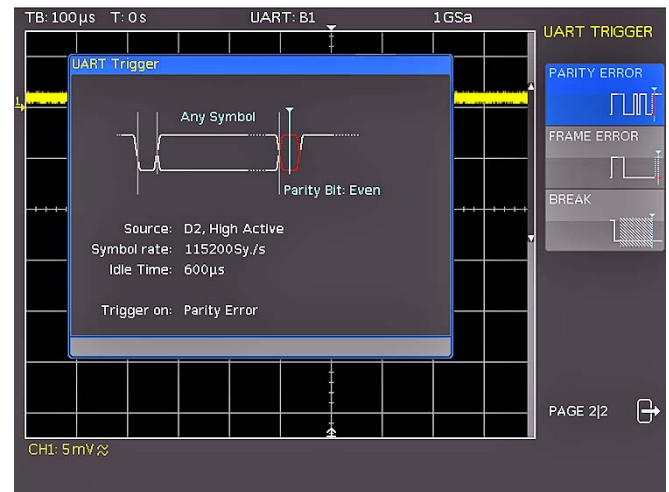 TB: 100µs T: 0s UART: B1 1GSa
UART TRIGGER
UART Trigger
PARITY ERROR
1
Any Symbol
FRAME ERROR
Parity Bit: Even
BREAK
Source: D2, High Active
Symbol rate: 115200Sy./s
Idle Time: 600µs
Trigger on: Parity Error
PAGE 2|2
CH1: 5mV